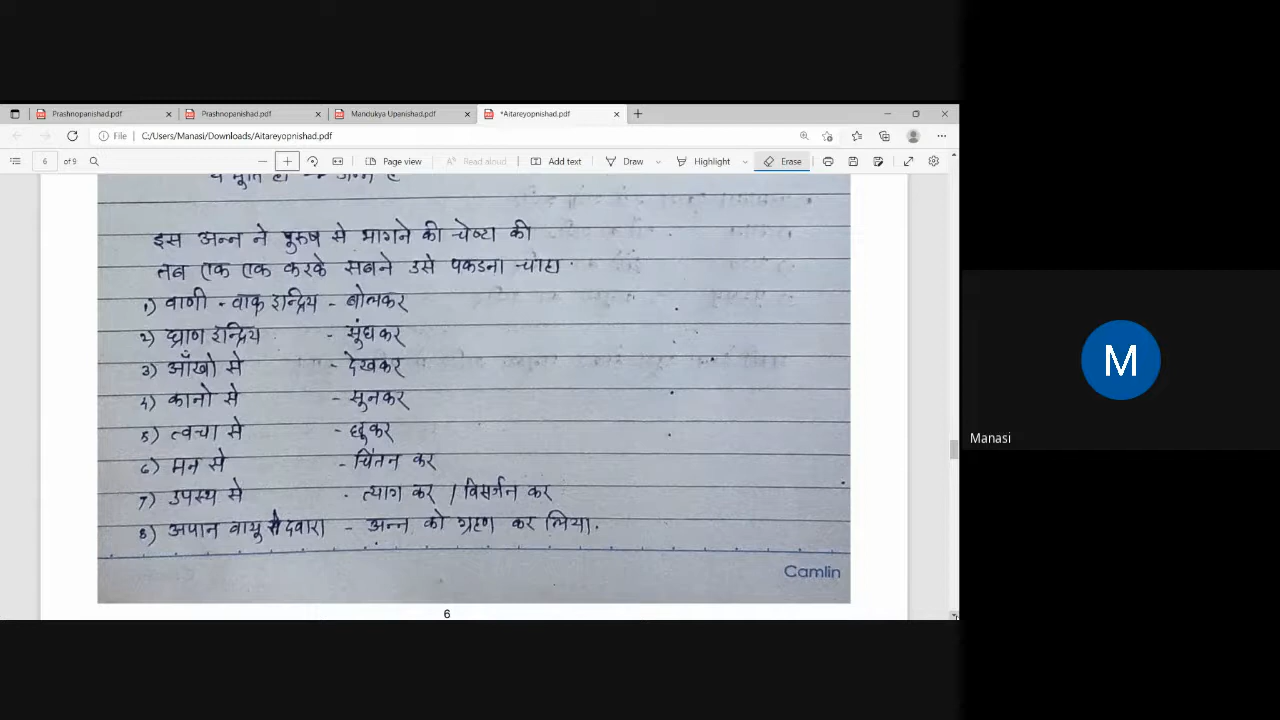 Prashnopanishad.pdf
Prashnopanishad.pdf
Mandukya Upanishad.pdf
*Aitareyopnishad.pdf
File C:/Users/Manasi/Downloads/Aitareyopnishad.pdf
6 of 9
Page view
Read aloud
Add text
Draw
Highlight
Erase
इस अन्न ने पुरुष से भागने की चेष्टा की
तब एक एक करके सबने उसे पकडना चाहा.
1) वाणी - वाक् इन्द्रिय - बोलकर
2) घ्राण इन्द्रिय - सूंघकर
3) आँखो से - देखकर
4) कानो से - सूनकर
5) त्वचा से - छूकर
6) मन से - चिंतन कर
7) उपस्थ से - त्याग कर / विसर्जन कर
8) अपान वायू द्वारा - अन्न को ग्रहण कर लिया.
Camlin
6
M
Manasi